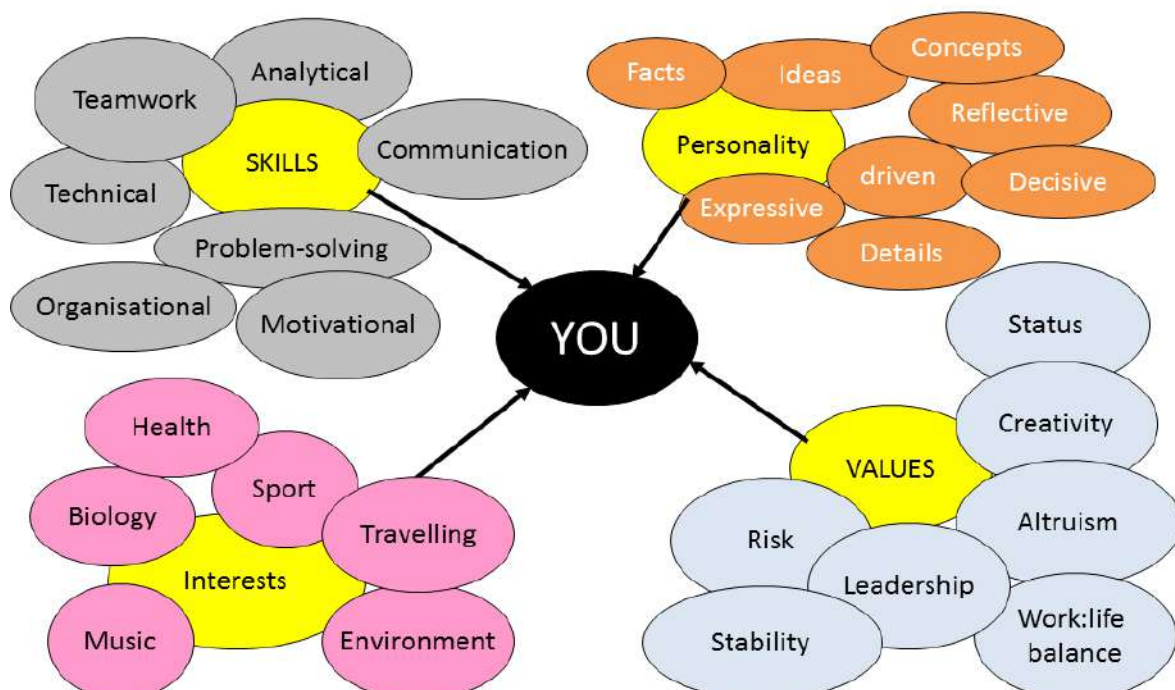 Analytical
Teamwork
SKILLS
Communication
Technical
Problem-solving
Organisational
Motivational
Facts
Ideas
Concepts
Personality
Reflective
driven
Decisive
Expressive
Details
YOU
Health
Sport
Biology
Travelling
Interests
Music
Environment
Status
Creativity
VALUES
Altruism
Risk
Leadership
Stability
Work:life
balance